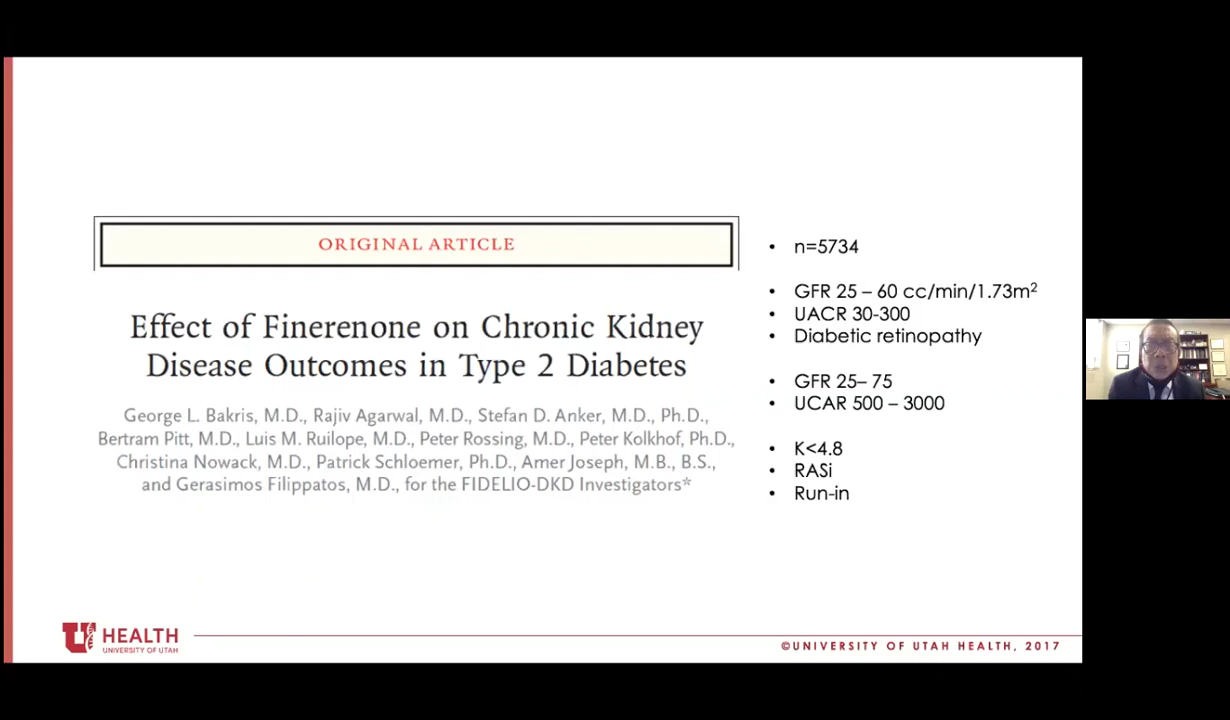 ORIGINAL ARTICLE
Effect of Finerenone on Chronic Kidney
Disease Outcomes in Type 2 Diabetes
George L. Bakris, M.D., Rajiv Agarwal, M.D., Stefan D. Anker, M.D., Ph.D.,
Bertram Pitt, M.D., Luis M. Ruilope, M.D., Peter Rossing, M.D., Peter Kolkhof, Ph.D.,
Christina Nowack, M.D., Patrick Schloemer, Ph.D., Amer Joseph, M.B., B.S.,
and Gerasimos Filippatos, M.D., for the FIDELIO-DKD Investigators*
• n=5734
• GFR 25 – 60 cc/min/1.73m²
• UACR 30-300
• Diabetic retinopathy
• GFR 25– 75
• UCAR 500 – 3000
• K<4.8
• RASi
• Run-in
U HEALTH
UNIVERSITY OF UTAH
©UNIVERSITY OF UTAH HEALTH, 2017